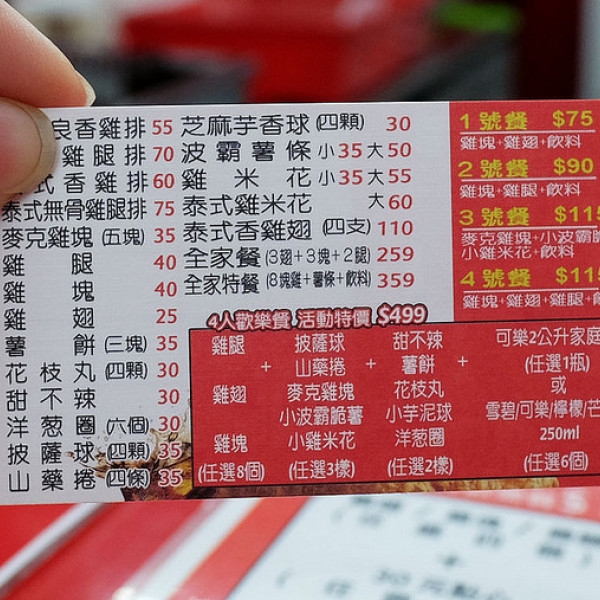 良香雞排 55
雞腿排 70
式香雞排 60
泰式無骨雞腿排 75
麥克雞塊 (五塊) 35
雞腿 40
雞塊 40
雞翅 25
薯餅 (三塊) 35
花枝丸 (四顆) 30
甜不辣 30
洋葱圈 (六個) 30
披薩球 (四顆) 35
山藥捲 (四條) 35
芝麻芋香球 (四顆) 30
波霸薯條 小35 大50
雞米花 小35 大55
泰式雞米花 大60
泰式香雞翅 (四支) 110
全家餐 (3翅+3塊+2腿) 259
全家特餐 (8塊雞+薯條+飲料) 359
1號餐 $75
雞塊+雞翅+飲料
2號餐 $90
雞塊+雞腿+飲料
3號餐 $115
麥克雞塊+小波霸
小雞米花+飲料
4號餐 $115
雞塊+雞翅+雞腿+
4人歡樂餐 活動特價 $499
雞腿
雞翅
雞塊
(任選8個)
+
披薩球
山藥捲
麥克雞塊
小波霸脆薯
小雞米花
(任選3樣)
+
甜不辣
薯餅
花枝丸
小芋泥球
洋葱圈
(任選2樣)
+
可樂2公升家庭
(任選1瓶)
或
雪碧/可樂/檸檬/芒
250ml
(任選6個)